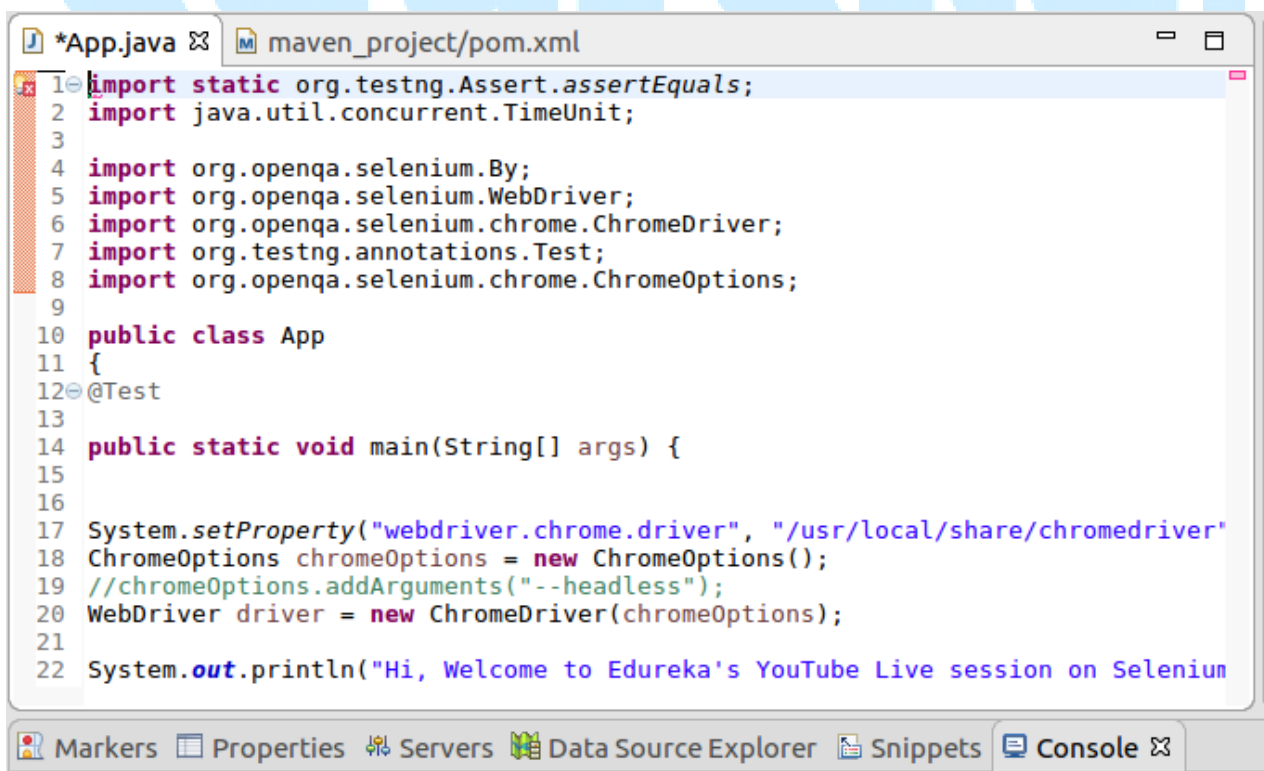 *App.java maven_project/pom.xml
1 import static org.testng.Assert.assertEquals;
2 import java.util.concurrent.TimeUnit;
3
4 import org.openqa.selenium.By;
5 import org.openqa.selenium.WebDriver;
6 import org.openqa.selenium.chrome.ChromeDriver;
7 import org.testng.annotations.Test;
8 import org.openqa.selenium.chrome.ChromeOptions;
9
10 public class App
11 {
12 @Test
13
14 public static void main(String[] args) {
15
16
17 System.setProperty("webdriver.chrome.driver", "/usr/local/share/chromedriver"
18 ChromeOptions chromeOptions = new ChromeOptions();
19 //chromeOptions.addArguments("--headless");
20 WebDriver driver = new ChromeDriver(chromeOptions);
21
22 System.out.println("Hi, Welcome to Edureka's YouTube Live session on Selenium
Markers Properties Servers Data Source Explorer Snippets Console